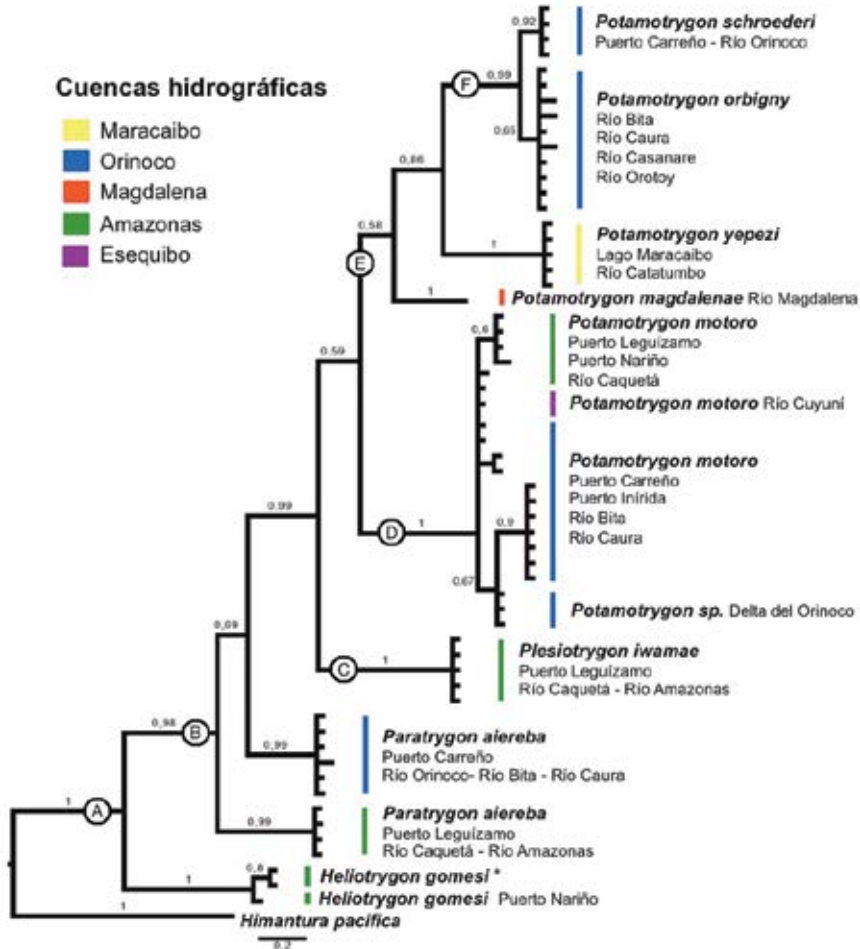 Cuencas hidrográficas
Maracaibo
Orinoco
Magdalena
Amazonas
Esequibo
0,92
Potamotrygon schroederi
Puerto Carreño - Río Orinoco
F
0,99
0,65
Potamotrygon orbigny
Río Bita
Río Caura
Río Casanare
Río Orotoy
0,86
1
Potamotrygon yepezi
Lago Maracaibo
Río Catatumbo
0,58
E
1
Potamotrygon magdalenae Río Magdalena
0,59
0,6
Potamotrygon motoro
Puerto Leguízamo
Puerto Nariño
Río Caquetá
Potamotrygon motoro Río Cuyuní
D
1
Potamotrygon motoro
Puerto Carreño
Puerto Inírida
Río Bita
Río Caura
0,9
0,67
Potamotrygon sp. Delta del Orinoco
0,99
C
1
Plesiotrygon iwamae
Puerto Leguízamo
Río Caquetá - Río Amazonas
0,99
Paratrygon aiereba
Puerto Carreño
Río Orinoco- Río Bita - Río Caura
0,98
B
0,99
Paratrygon aiereba
Puerto Leguízamo
Río Caquetá - Río Amazonas
1
A
1
0,8
Heliotrygon gomesi *
Heliotrygon gomesi Puerto Nariño
1
Himantura pacifica
0.2